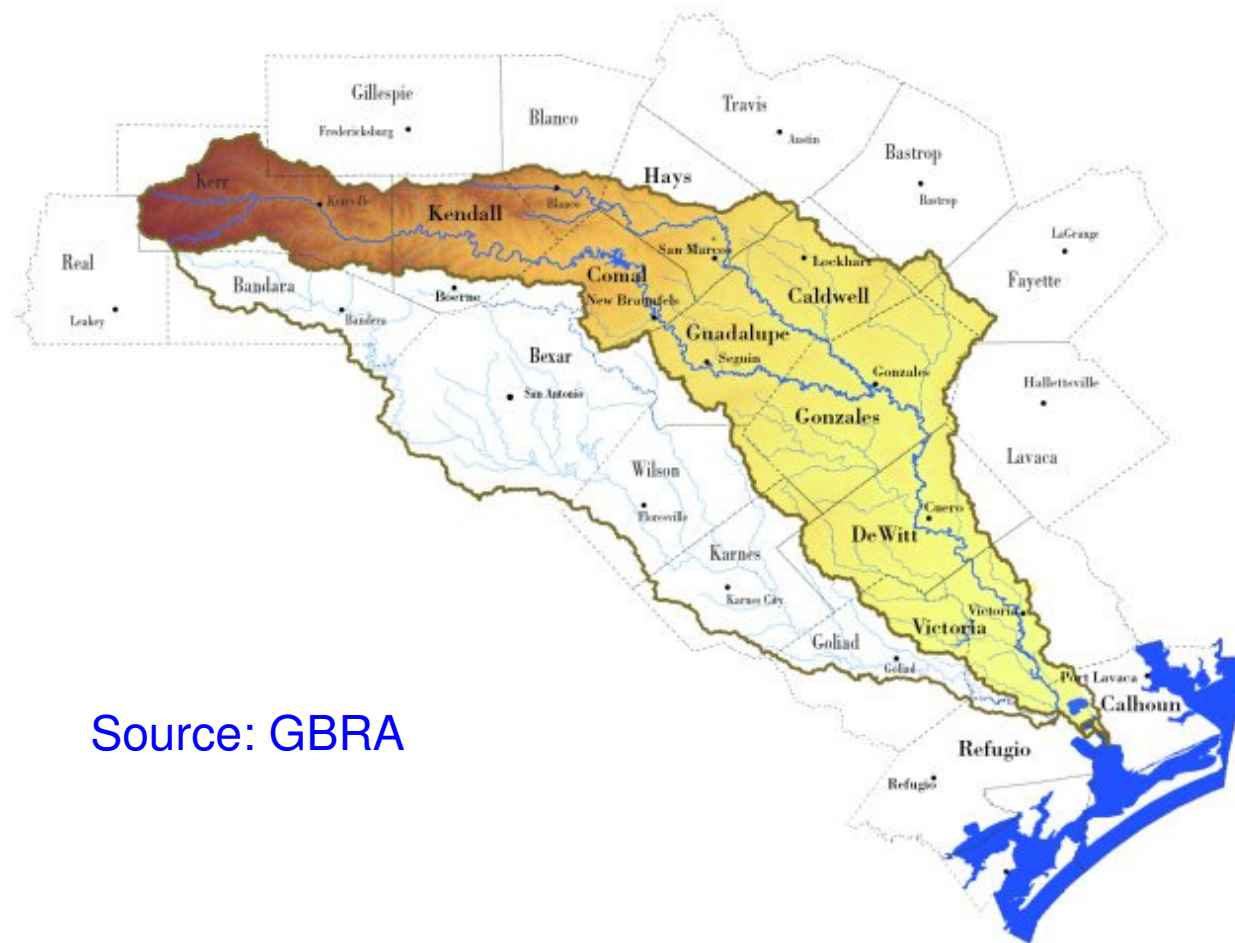 Gillespie
Fredericksburg
Blanco
Travis
Austin
Bastrop
Bastrop
Hays
Kerr
Kerrville
Kendall
Blanco
Real
Leakey
Bandara
Bandera
Boerne
Comal
New Braunfels
San Marcos
Lockhart
Caldwell
LaGrange
Fayette
Guadalupe
Seguin
Bexar
San Antonio
Gonzales
Gonzales
Hallettsville
Lavaca
Wilson
Floresville
Cuero
DeWitt
Karnes
Karnes City
Victoria
Victoria
Goliad
Goliad
Port Lavaca
Calhoun
Refugio
Refugio
Source: GBRA